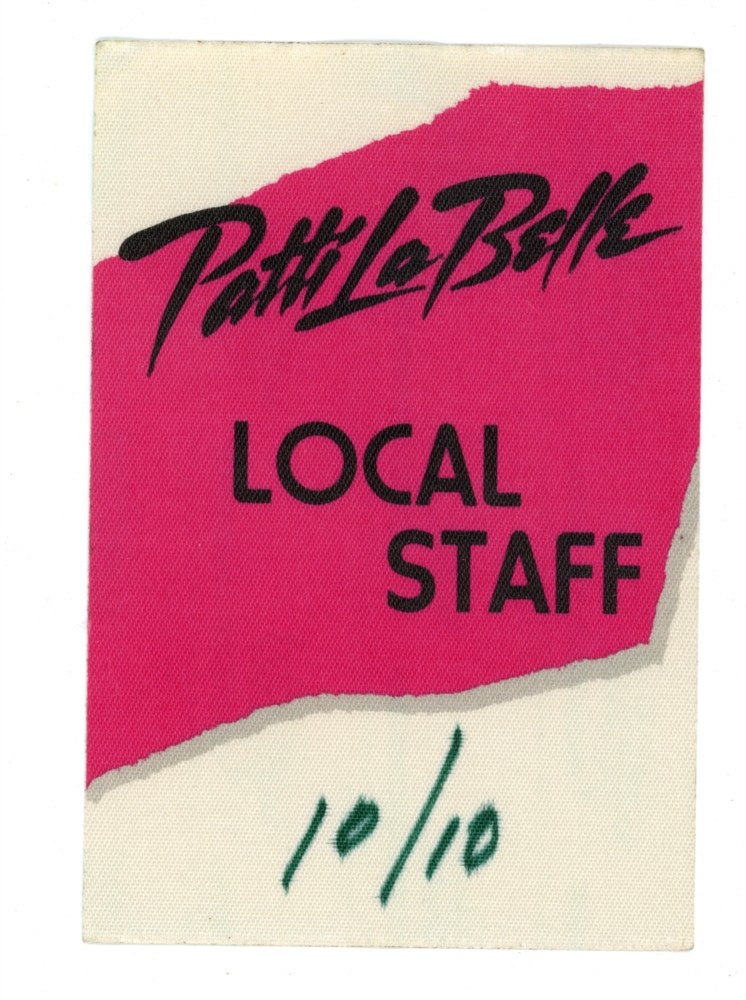 Patti LaBelle
LOCAL
STAFF
10/10